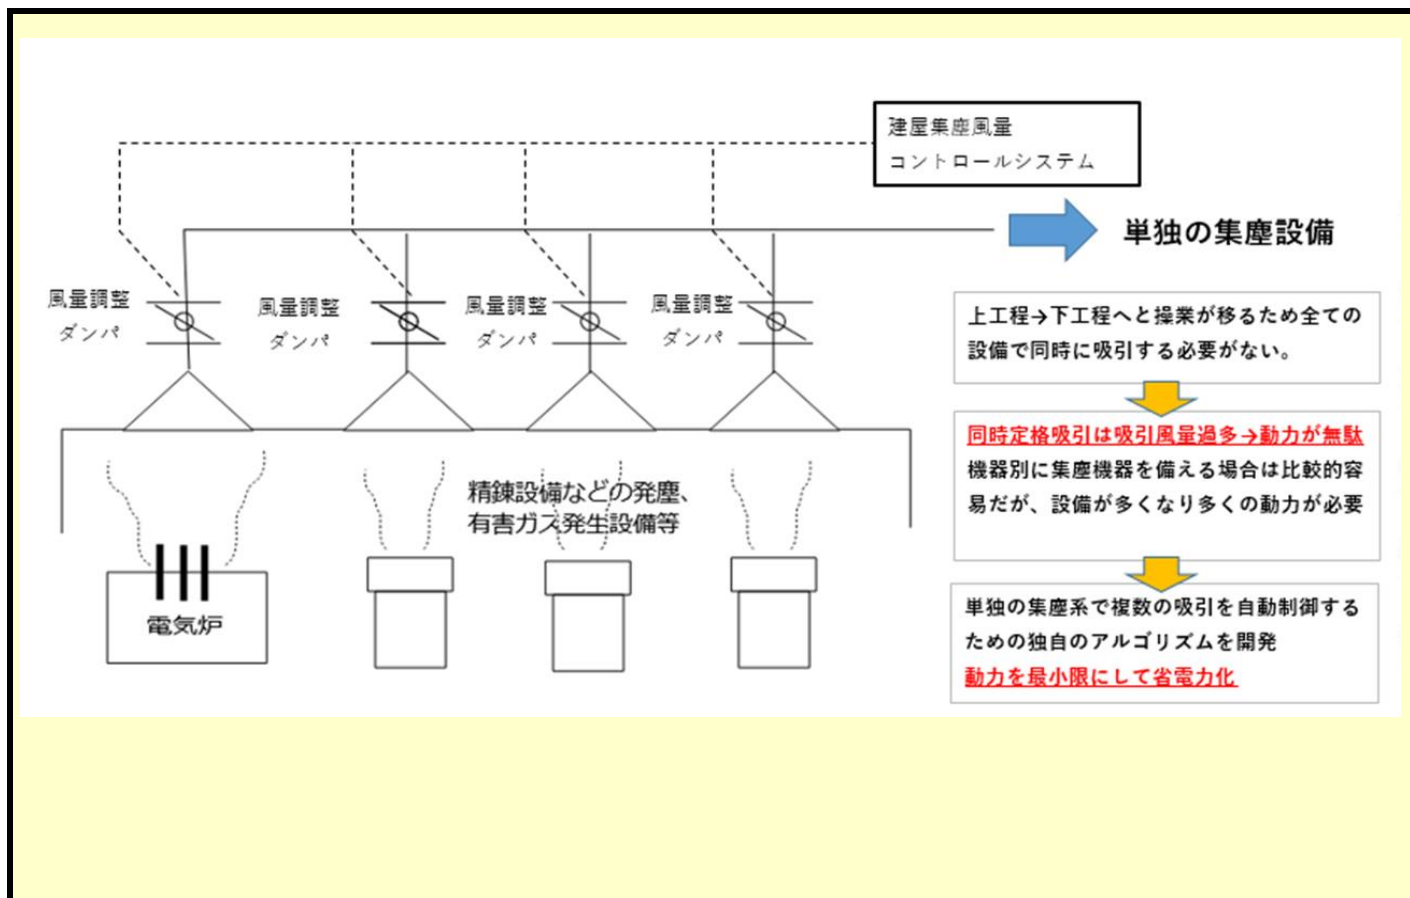 建屋集塵風量
コントロールシステム
単独の集塵設備
風量調整
ダンパ
風量調整
ダンパ
風量調整
ダンパ
風量調整
ダンパ
上工程→下工程へと操業が移るため全ての
設備で同時に吸引する必要がない。
同時定格吸引は吸引風量過多→動力が無駄
機器別に集塵機器を備える場合は比較的容
易だが、設備が多くなり多くの動力が必要
精錬設備などの発塵、
有害ガス発生設備等
電気炉
単独の集塵系で複数の吸引を自動制御する
ための独自のアルゴリズムを開発
動力を最小限にして省電力化